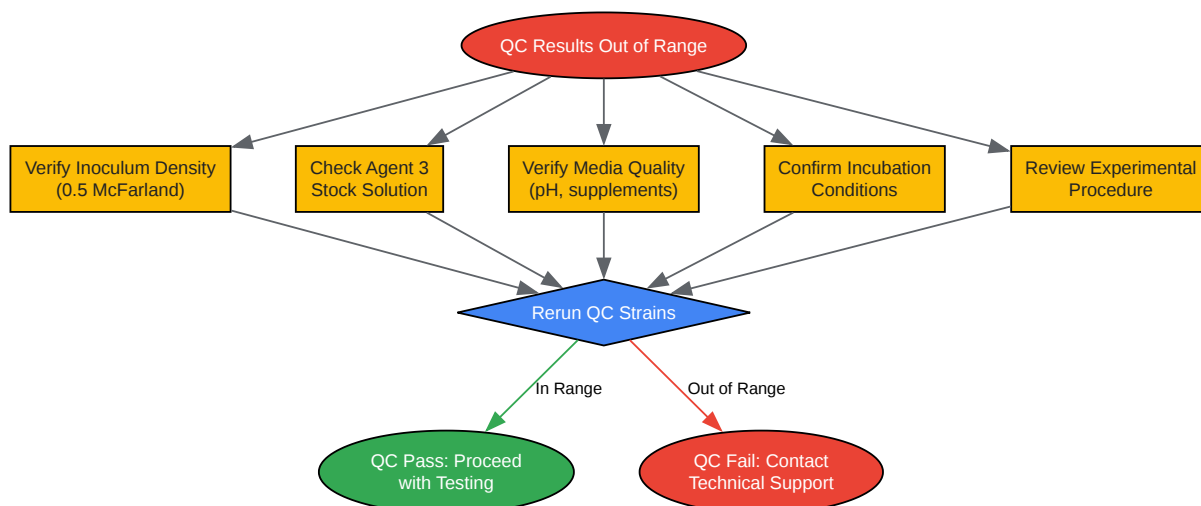 QC Results Out of Range
Verify Inoculum Density
(0.5 McFarland)
Check Agent 3
Stock Solution
Verify Media Quality
(pH, supplements)
Confirm Incubation
Conditions
Review Experimental
Procedure
Rerun QC Strains
In Range
Out of Range
QC Pass: Proceed
with Testing
QC Fail: Contact
Technical Support